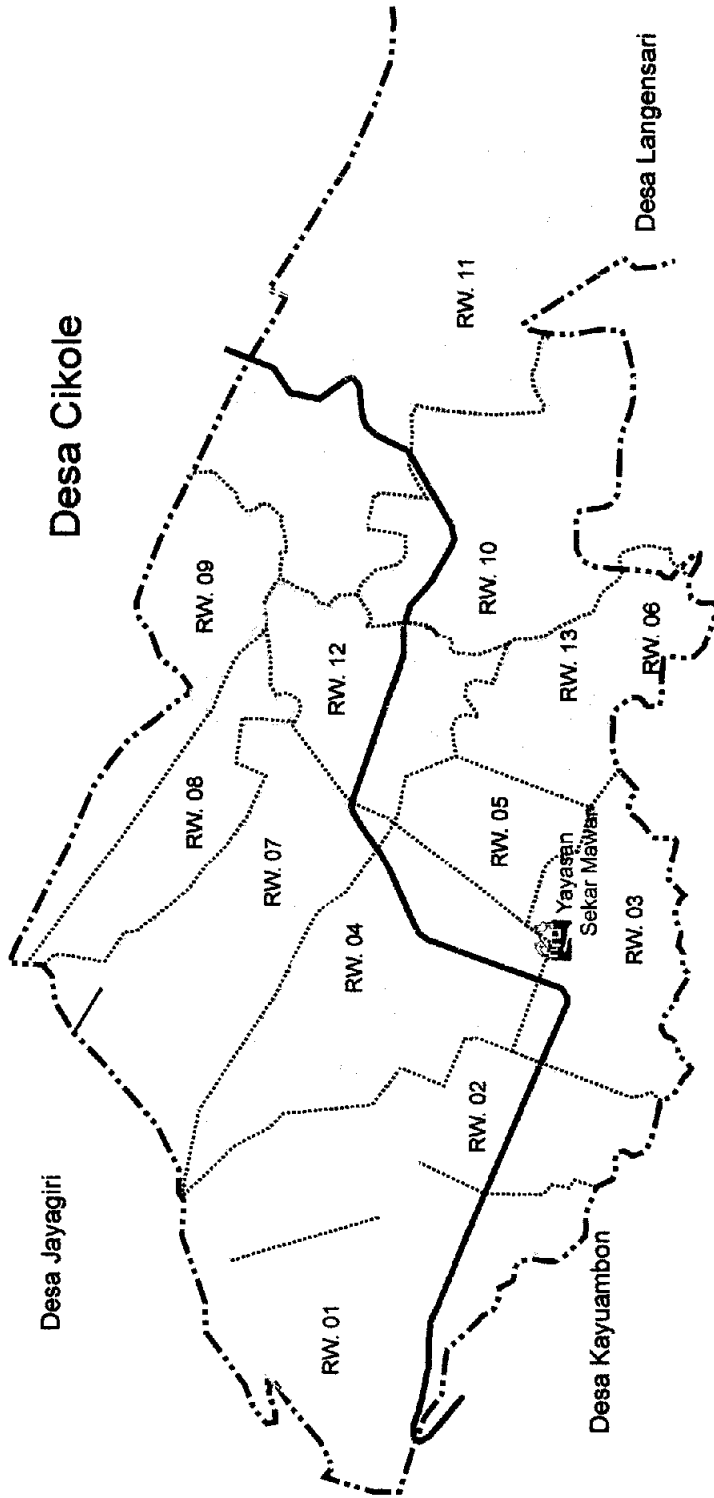 Desa Cikole
Desa Jayagiri
RW. 09
RW. 08
RW. 12
RW. 07
RW. 11
RW. 04
RW. 10
RW. 01
RW. 05
RW. 13
RW. 02
Yayasan
Sekar Mawar
RW. 03
RW. 06
Desa Langensari
Desa Kayuambon